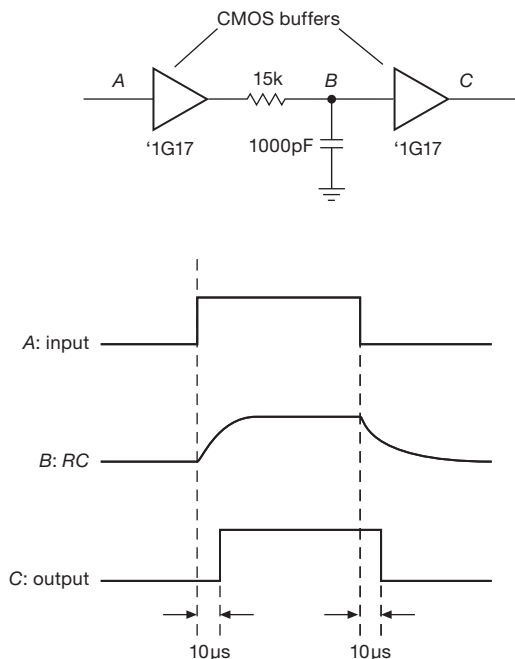 CMOS buffers
A
15k
B
C
‘1G17
1000pF
‘1G17
A: input
B: RC
C: output
10μs
10μs